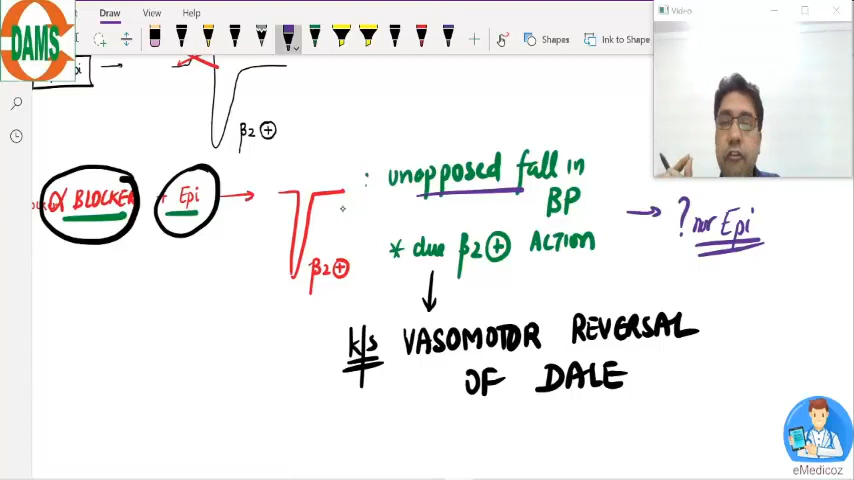 Draw
View
Help
Video
DAMS
Shapes
Ink to Shape
β2 ⊕
α BLOCKER + Epi → : unopposed fall in
BP
→ ? nor Epi
β2 ⊕
* due β2 ⊕ ACTION
k/s VASOMOTOR REVERSAL
OF DALE
eMedicoz